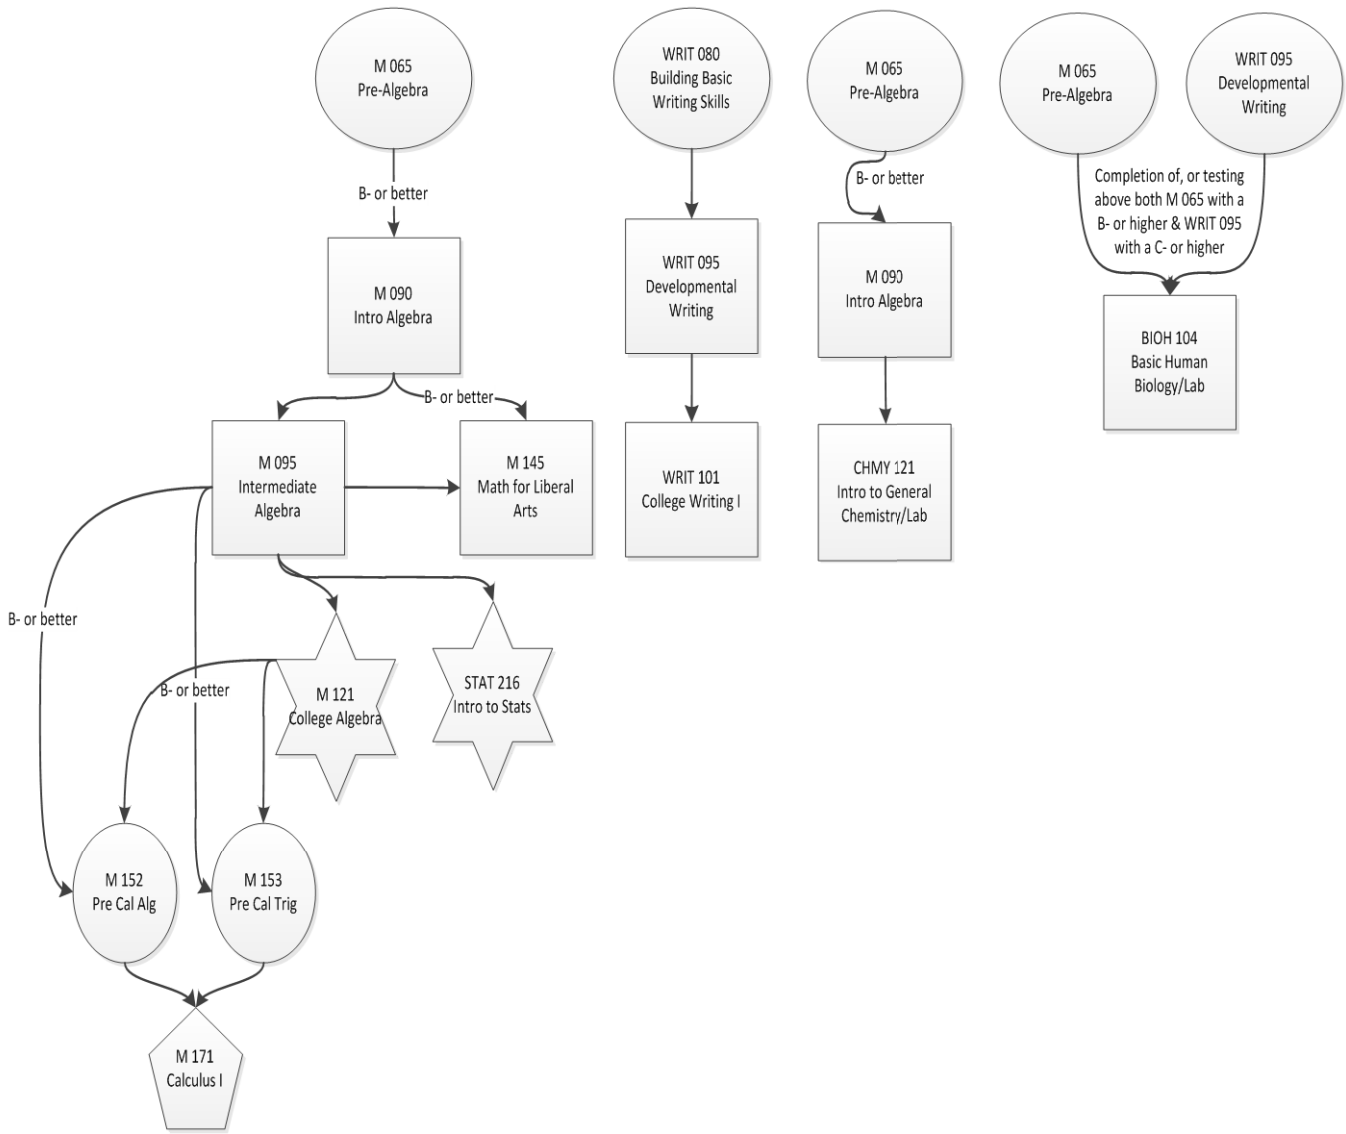 M 065
Pre-Algebra
B- or better
M 090
Intro Algebra
B- or better
M 095
Intermediate
Algebra
M 145
Math for Liberal
Arts
B- or better
B- or better
M 121
College Algebra
STAT 216
Intro to Stats
M 152
Pre Cal Alg
M 153
Pre Cal Trig
M 171
Calculus I
WRIT 080
Building Basic
Writing Skills
WRIT 095
Developmental
Writing
WRIT 101
College Writing I
M 065
Pre-Algebra
B- or better
M 090
Intro Algebra
CHMY 121
Intro to General
Chemistry/Lab
M 065
Pre-Algebra
WRIT 095
Developmental
Writing
Completion of, or testing
above both M 065 with a
B- or higher & WRIT 095
with a C- or higher
BIOH 104
Basic Human
Biology/Lab